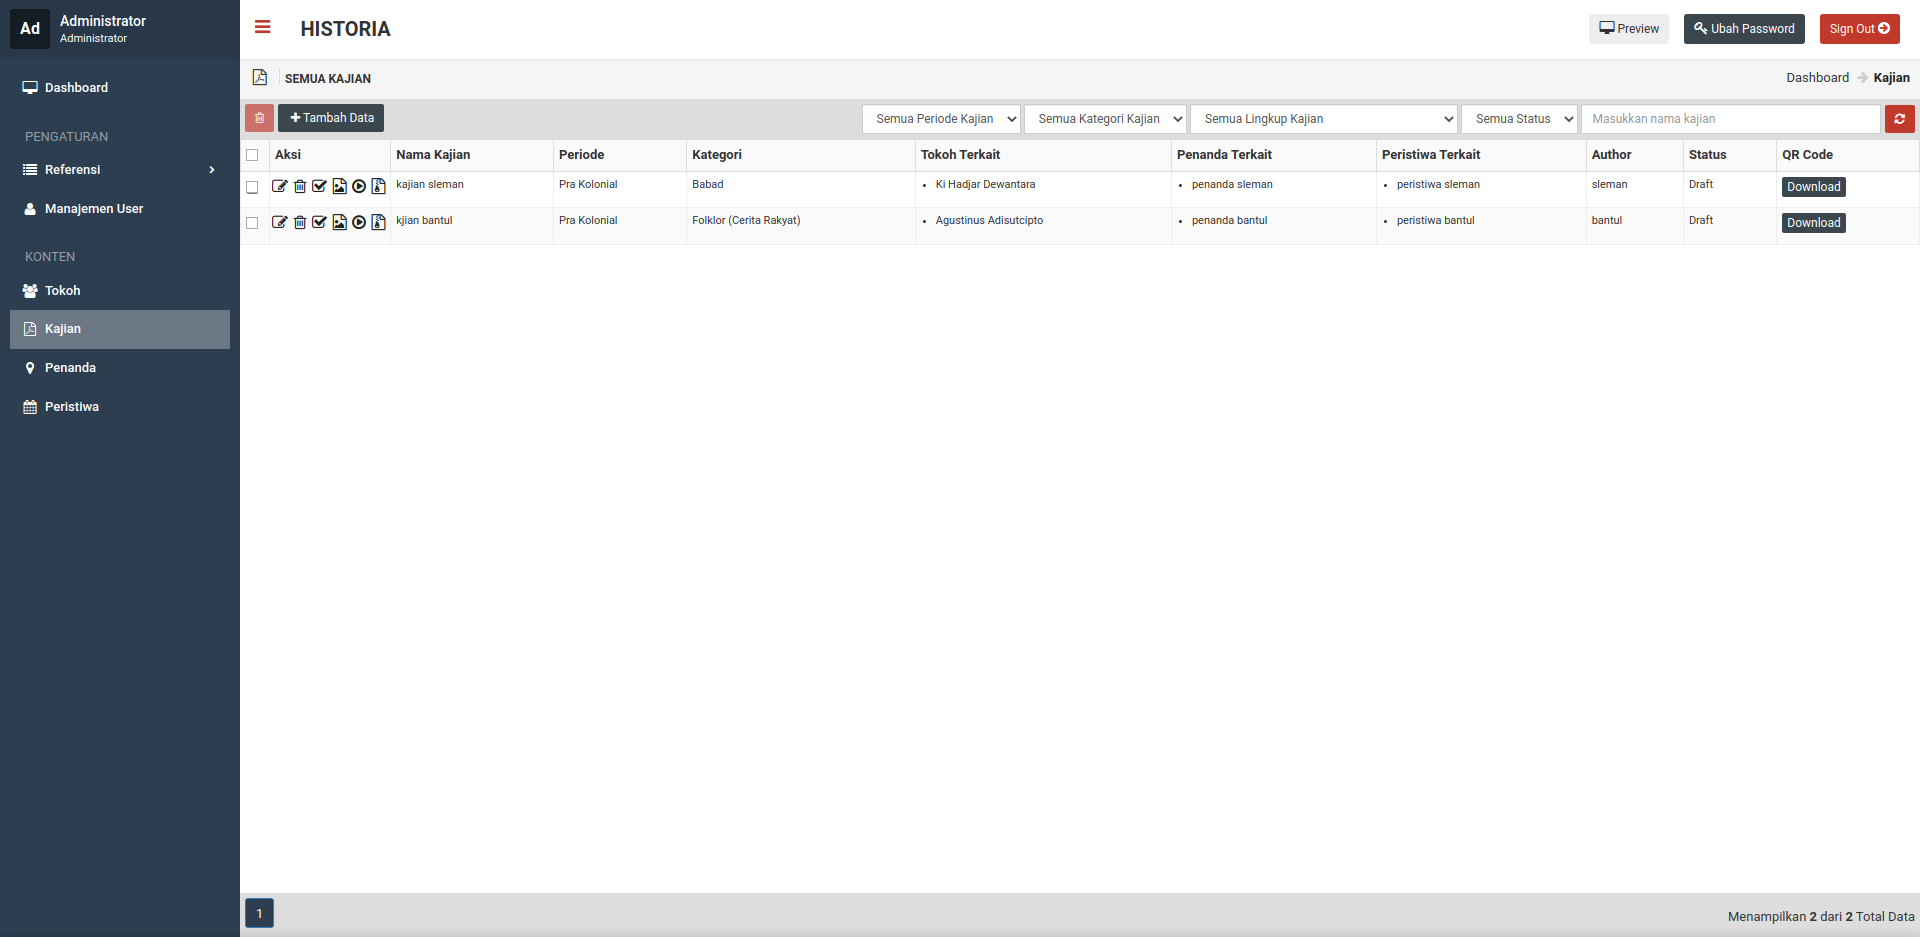 Ad
Administrator
Administrator
HISTORIA
Preview
Ubah Password
Sign Out
Dashboard
PENGATURAN
Referensi
Manajemen User
KONTEN
Tokoh
Kajian
Penanda
Peristiwa
SEMUA KAJIAN
Dashboard Kajian
Tambah Data
Semua Periode Kajian
Semua Kategori Kajian
Semua Lingkup Kajian
Semua Status
Masukkan nama kajian
Aksi Nama Kajian Periode Kategori Tokoh Terkait Penanda Terkait Peristiwa Terkait Author Status QR Code
kajian sleman Pra Kolonial Babad • Ki Hadjar Dewantara • penanda sleman • peristiwa sleman sleman Draft Download
kjian bantul Pra Kolonial Folklor (Cerita Rakyat) • Agustinus Adisutcipto • penanda bantul • peristiwa bantul bantul Draft Download
1
Menampilkan 2 dari 2 Total Data